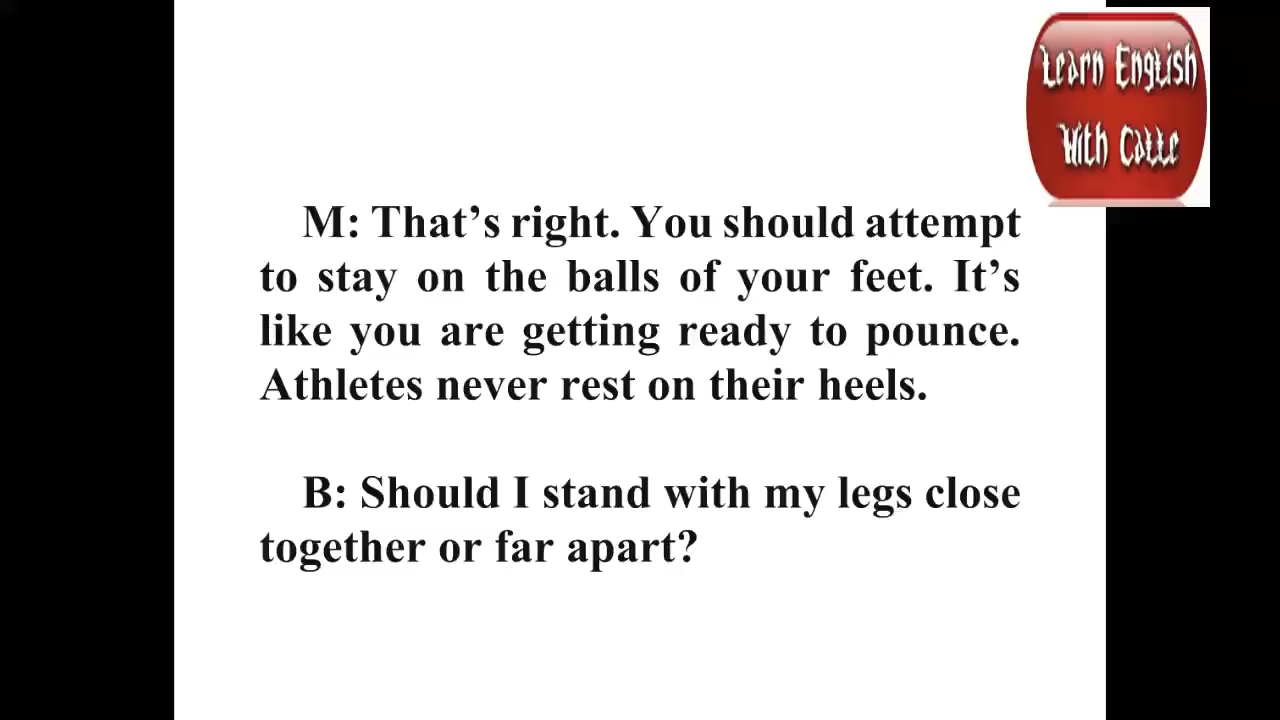 Learn English
With Catte
M: That’s right. You should attempt
to stay on the balls of your feet. It’s
like you are getting ready to pounce.
Athletes never rest on their heels.
B: Should I stand with my legs close
together or far apart?